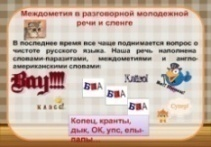 Междометия в разговорной молодежной
речи и сленге
В последнее время все чаще поднимается вопрос о
чистоте русского языка. Наша речь наполнена
словами-паразитами, междометиями и англо-
американскими словами:
Вау!!!!
КЛАСС
БЛА
БЛА
БЛА
Супер
Копец, кранты,
дык, ОК, упс, елы-
палы...